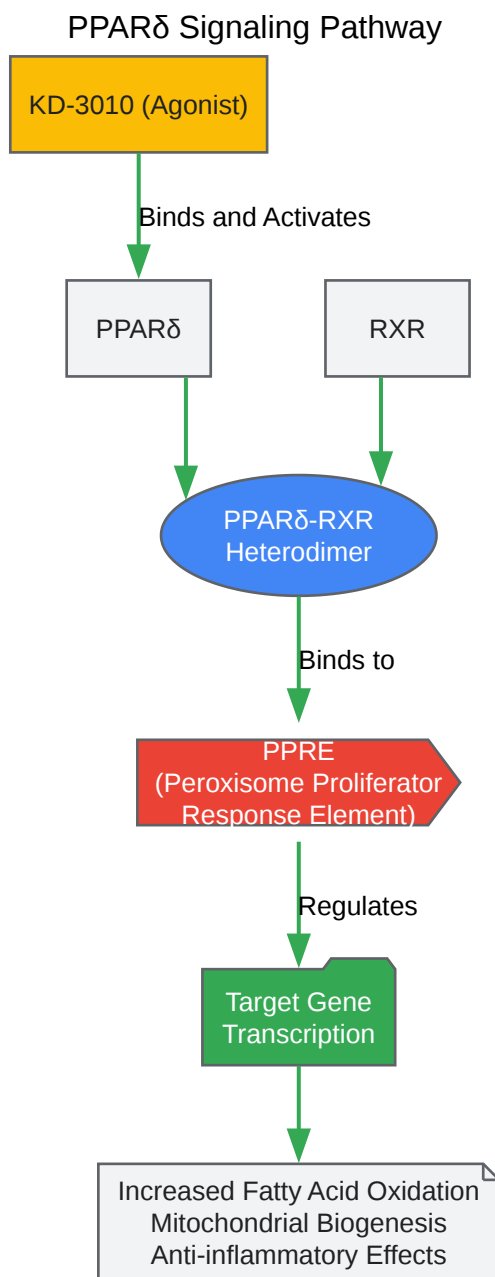 PPARδ Signaling Pathway
KD-3010 (Agonist)
Binds and Activates
PPARδ
RXR
PPARδ-RXR
Heterodimer
Binds to
PPRE
(Peroxisome Proliferator
Response Element)
Regulates
Target Gene
Transcription
Increased Fatty Acid Oxidation
Mitochondrial Biogenesis
Anti-inflammatory Effects